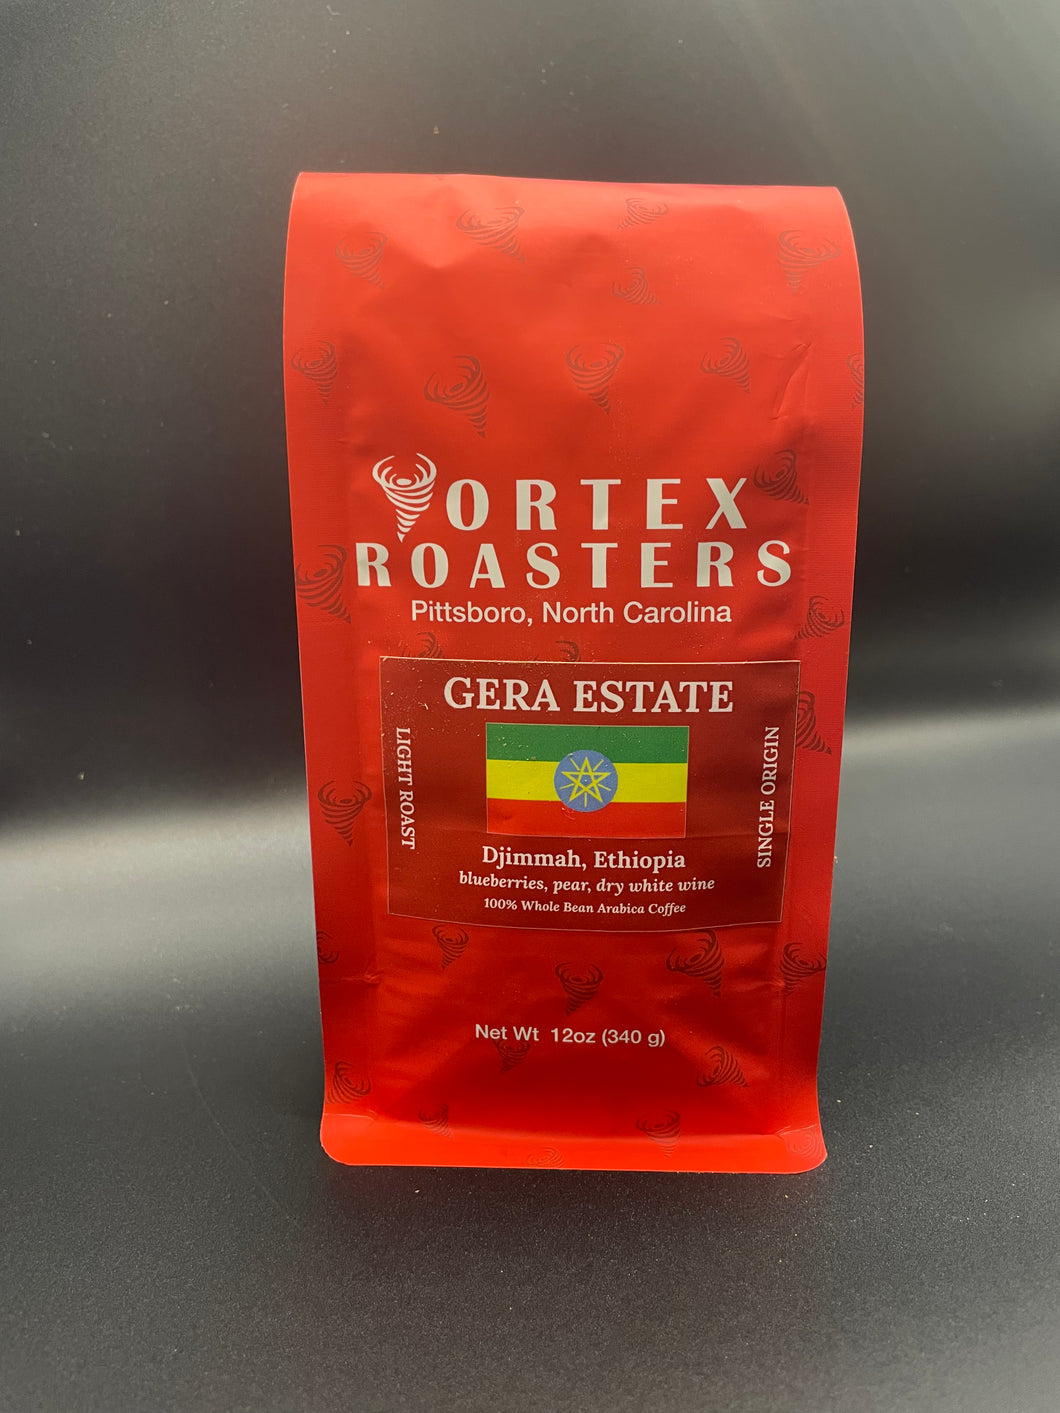 VORTEX
ROASTERS
Pittsboro, North Carolina
GERA ESTATE
LIGHT ROAST
SINGLE ORIGIN
Djimmah, Ethiopia
blueberries, pear, dry white wine
100% Whole Bean Arabica Coffee
Net Wt 12oz (340 g)